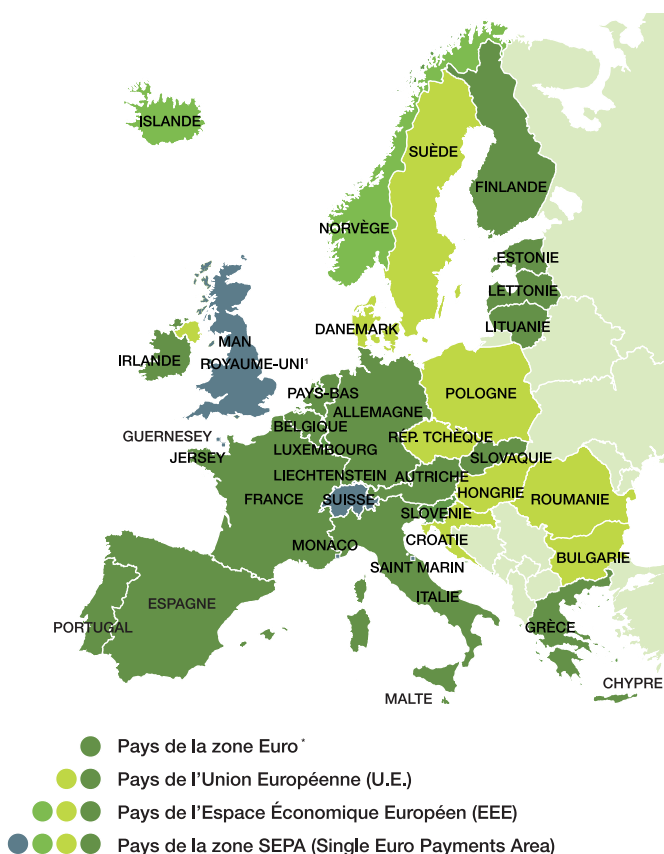 ISLANDE
SUÈDE
FINLANDE
NORVÈGE
ESTONIE
LETTONIE
LITUANIE
DANEMARK
MAN
IRLANDE
ROYAUME-UNI¹
PAYS-BAS
POLOGNE
ALLEMAGNE
BELGIQUE
GUERNESEY
RÉP. TCHÈQUE
LUXEMBOURG
JERSEY
SLOVAQUIE
LIECHTENSTEIN
AUTRICHE
FRANCE
SUISSE
HONGRIE
ROUMANIE
SLOVENIE
MONACO
CROATIE
BULGARIE
SAINT MARIN
ESPAGNE
ITALIE
PORTUGAL
GRÈCE
CHYPRE
MALTE
Pays de la zone Euro *
Pays de l'Union Européenne (U.E.)
Pays de l'Espace Économique Européen (EEE)
Pays de la zone SEPA (Single Euro Payments Area)